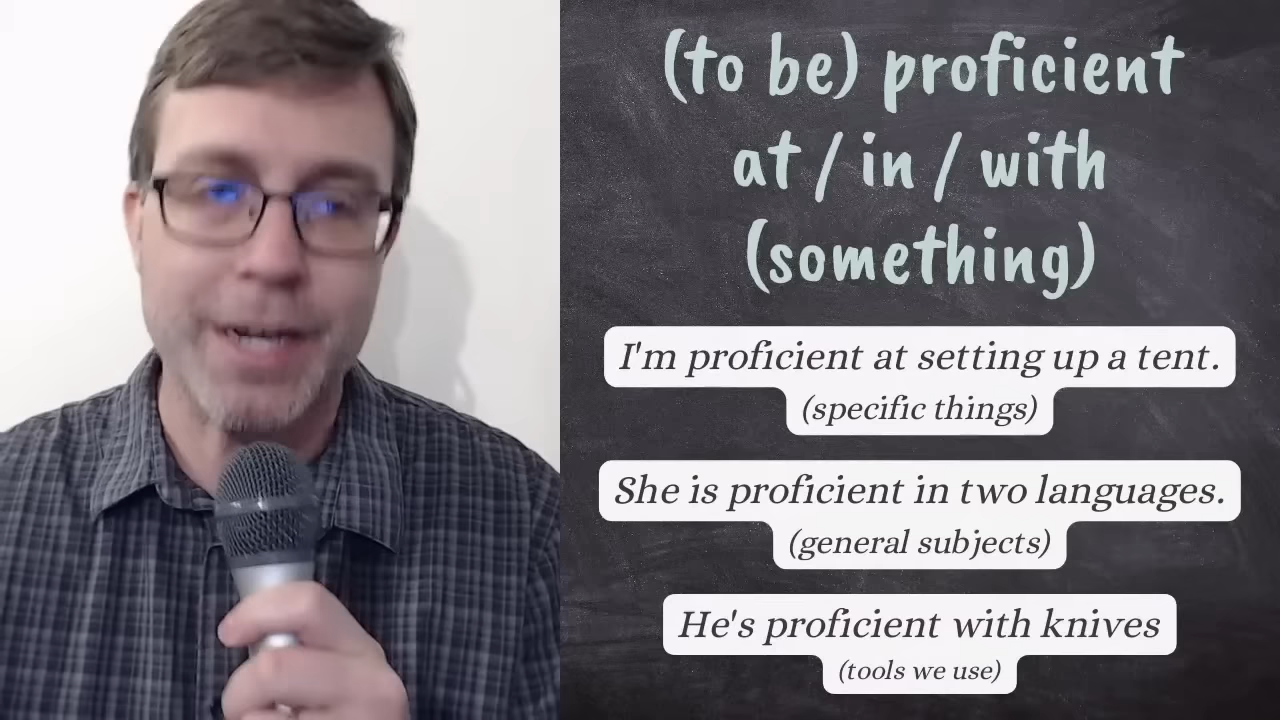 (to be) proficient
at / in / with
(something)
I'm proficient at setting up a tent.
(specific things)
She is proficient in two languages.
(general subjects)
He's proficient with knives
(tools we use)